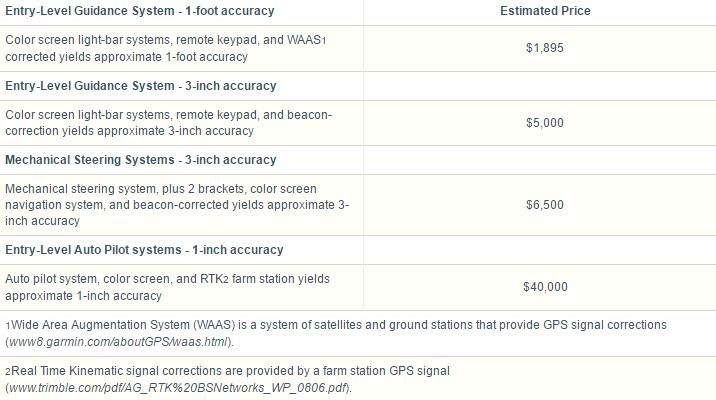 Entry-Level Guidance System - 1-foot accuracy Estimated Price
Color screen light-bar systems, remote keypad, and WAAS1
corrected yields approximate 1-foot accuracy
$1,895
Entry-Level Guidance System - 3-inch accuracy
Color screen light-bar systems, remote keypad, and beacon-
correction yields approximate 3-inch accuracy
$5,000
Mechanical Steering Systems - 3-inch accuracy
Mechanical steering system, plus 2 brackets, color screen
navigation system, and beacon-corrected yields approximate 3-
inch accuracy
$6,500
Entry-Level Auto Pilot systems - 1-inch accuracy
Auto pilot system, color screen, and RTK2 farm station yields
approximate 1-inch accuracy
$40,000
1Wide Area Augmentation System (WAAS) is a system of satellites and ground stations that provide GPS signal corrections
(www8.garmin.com/aboutGPS/waas.html).
2Real Time Kinematic signal corrections are provided by a farm station GPS signal
(www.trimble.com/pdf/AG_RTK%20BSNetworks_WP_0806.pdf).